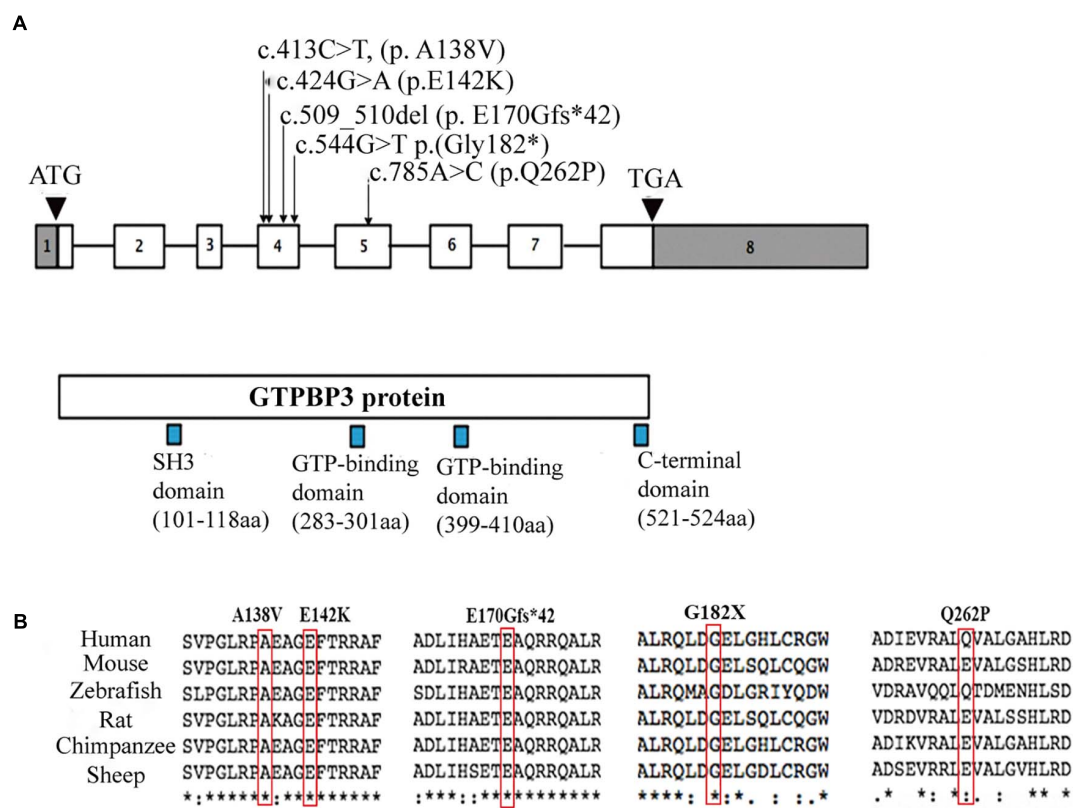 A
c.413C>T, (p. A138V)
c.424G>A (p.E142K)
c.509_510del (p. E170Gfs*42)
c.544G>T p.(Gly182*)
c.785A>C (p.Q262P)
ATG
TGA
1 2 3 4 5 6 7 8
GTPBP3 protein
SH3 domain (101-118aa)
GTP-binding domain (283-301aa)
GTP-binding domain (399-410aa)
C-terminal domain (521-524aa)
B
A138V E142K E170Gfs*42 G182X Q262P
Human SVPGLRPAEAGEFTRRAF ADLIHAETEAQRRQALR ALRQLDGELGHLCRGW ADIEVRALQVALGAHLRD
Mouse SVPGLRPAEAGEFTRRAF ADLIRAETEAQRRQALR ALRQLDGELSQLCQGW ADREVRALEVALGSHLRD
Zebrafish SLPGLRPAEAGEFTRRAF SDLIHAETEAQRRQALR ALRQMAGDLGRIYQDW VDRAVQQLQTDMENHLSD
Rat SVPGLRPAKAGEFTRRAF ADLIHAETEAQRRQALR ALRQLDGELSQLCQGW VDRDVRALEVALSSHLRD
Chimpanzee SVPGLRPAEAGEFTRRAF ADLIHAETEAQRRQALR ALRQLDGELGHLCRGW ADIKVRALEVALGVHLRD
Sheep SVPGLRPAEAGEFTRRAF ADLIHSETEAQRRQALR ALRQLDGELGDLCRGW ADSEVRRLEVALGVHLRD
*:******:********* :***::*********** ****: *:*. : .* .* *: *: . : ** *